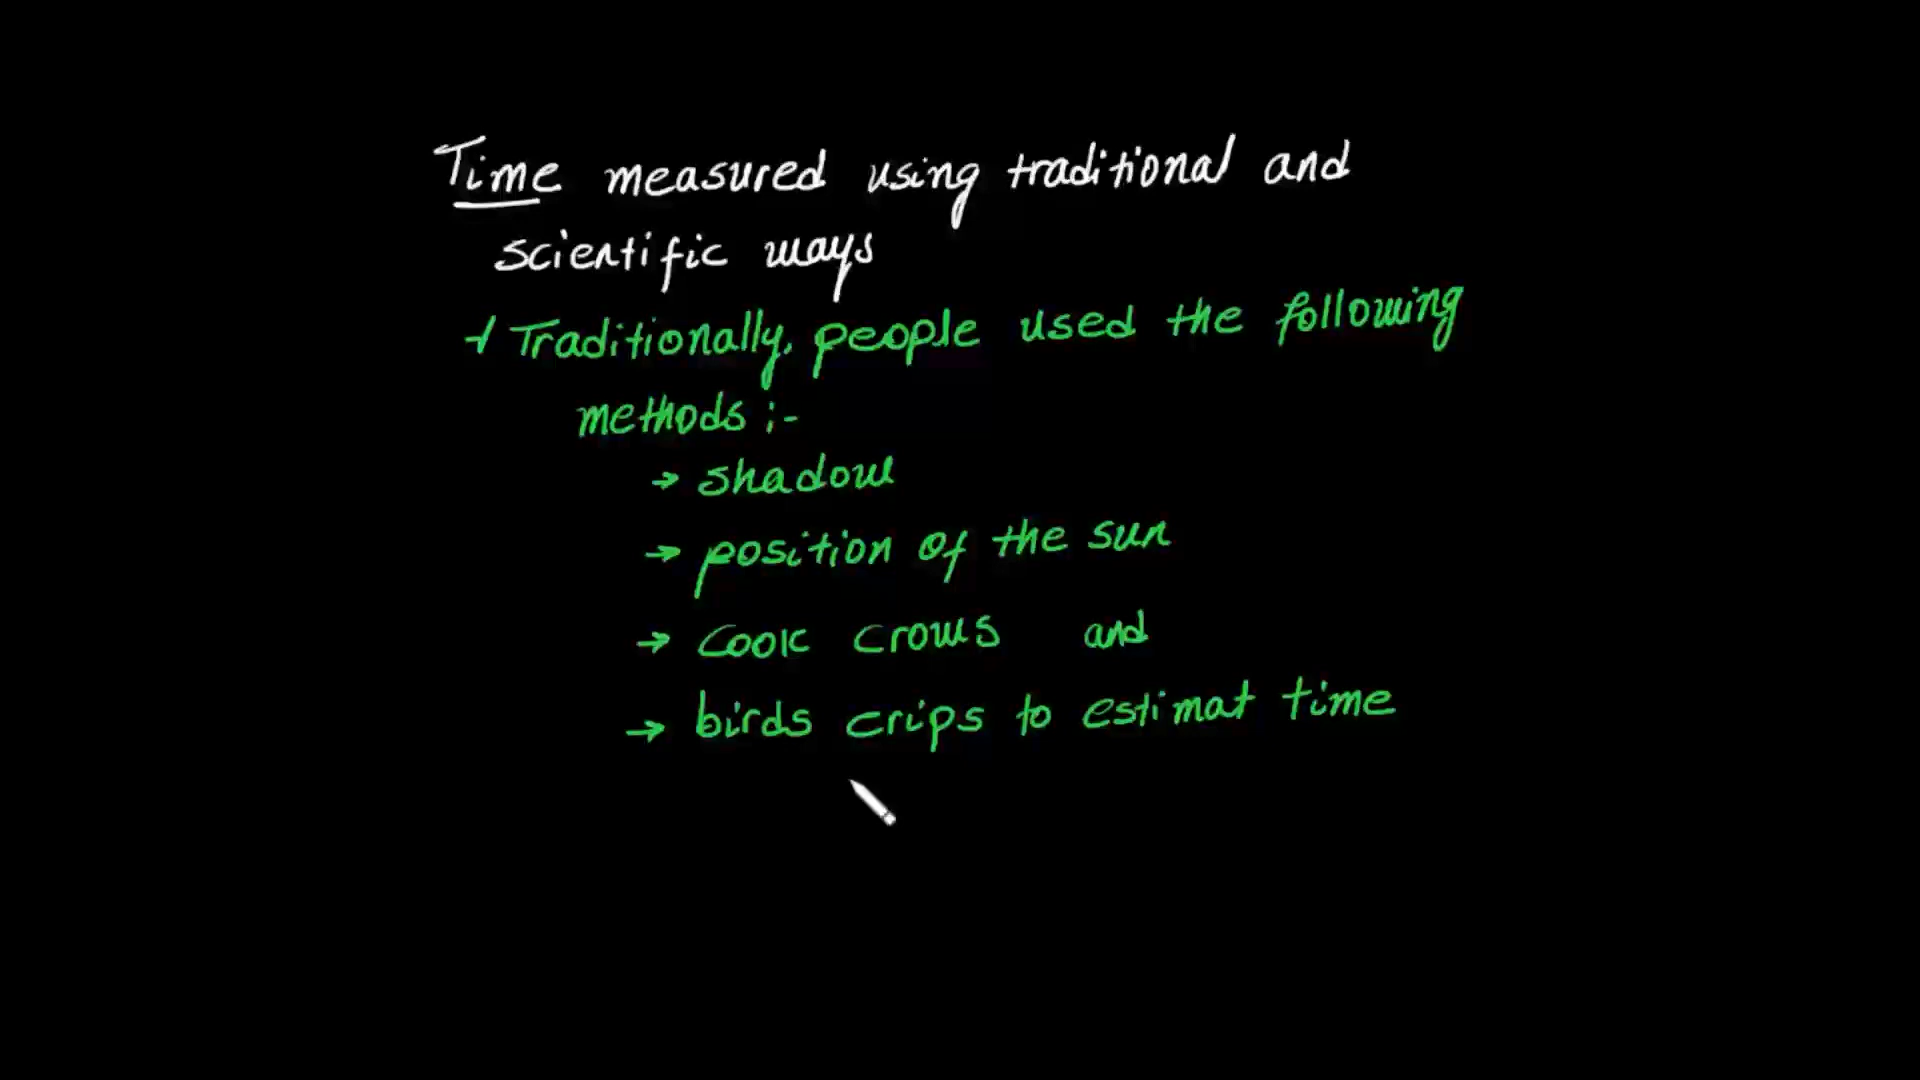 Time measured using traditional and
scientific ways
✓ Traditionally, people used the following
methods :-
→ shadow
→ position of the sun
→ cook crows and
→ birds crips to estimat time